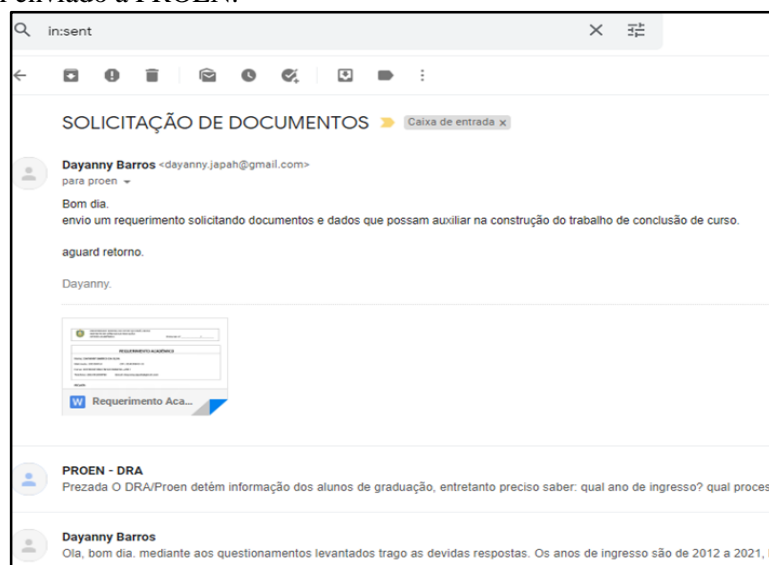 enviado à PROEN.
in:sent
SOLICITAÇÃO DE DOCUMENTOS
Caixa de entrada x
Dayanny Barros <dayanny.japah@gmail.com>
para proen
Bom dia.
envio um requerimento solicitando documentos e dados que possam auxiliar na construção do trabalho de conclusão de curso.
aguard retorno.
Dayanny.
REQUERIMENTO ACADÊMICO
W Requerimento Aca...
PROEN - DRA
Prezada O DRA/Proen detém informação dos alunos de graduação, entretanto preciso saber: qual ano de ingresso? qual proces
Dayanny Barros
Ola, bom dia. mediante aos questionamentos levantados trago as devidas respostas. Os anos de ingresso são de 2012 a 2021,